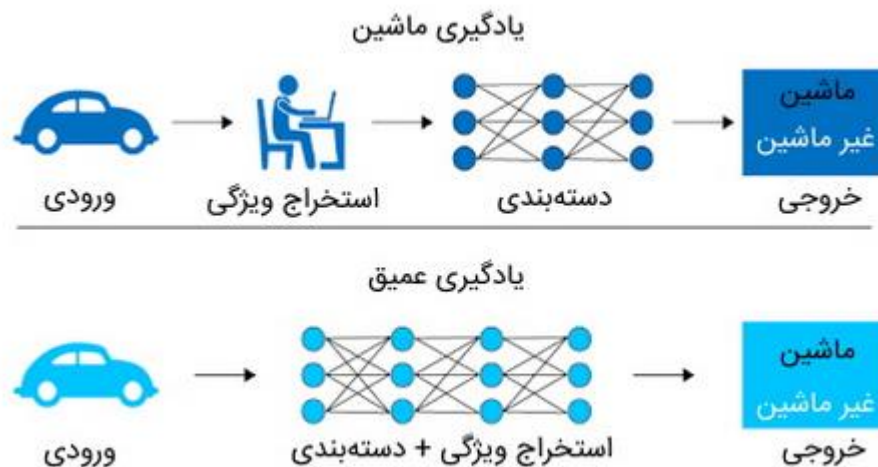 یادگیری ماشین
ماشین
غیر ماشین
ورودی
استخراج ویژگی
دسته‌بندی
خروجی
یادگیری عمیق
ماشین
غیر ماشین
ورودی
استخراج ویژگی + دسته‌بندی
خروجی